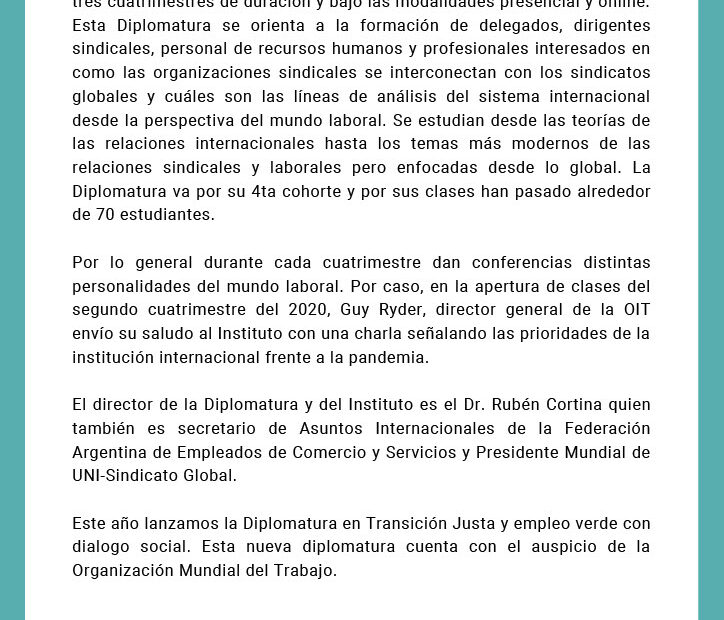 tres cuatrimestres de duración y bajo las modalidades presencial y online.
Esta Diplomatura se orienta a la formación de delegados, dirigentes
sindicales, personal de recursos humanos y profesionales interesados en
como las organizaciones sindicales se interconectan con los sindicatos
globales y cuáles son las líneas de análisis del sistema internacional
desde la perspectiva del mundo laboral. Se estudian desde las teorías de
las relaciones internacionales hasta los temas más modernos de las
relaciones sindicales y laborales pero enfocadas desde lo global. La
Diplomatura va por su 4ta cohorte y por sus clases han pasado alrededor
de 70 estudiantes.
Por lo general durante cada cuatrimestre dan conferencias distintas
personalidades del mundo laboral. Por caso, en la apertura de clases del
segundo cuatrimestre del 2020, Guy Ryder, director general de la OIT
envío su saludo al Instituto con una charla señalando las prioridades de la
institución internacional frente a la pandemia.
El director de la Diplomatura y del Instituto es el Dr. Rubén Cortina quien
también es secretario de Asuntos Internacionales de la Federación
Argentina de Empleados de Comercio y Servicios y Presidente Mundial de
UNI-Sindicato Global.
Este año lanzamos la Diplomatura en Transición Justa y empleo verde con
dialogo social. Esta nueva diplomatura cuenta con el auspicio de la
Organización Mundial del Trabajo.